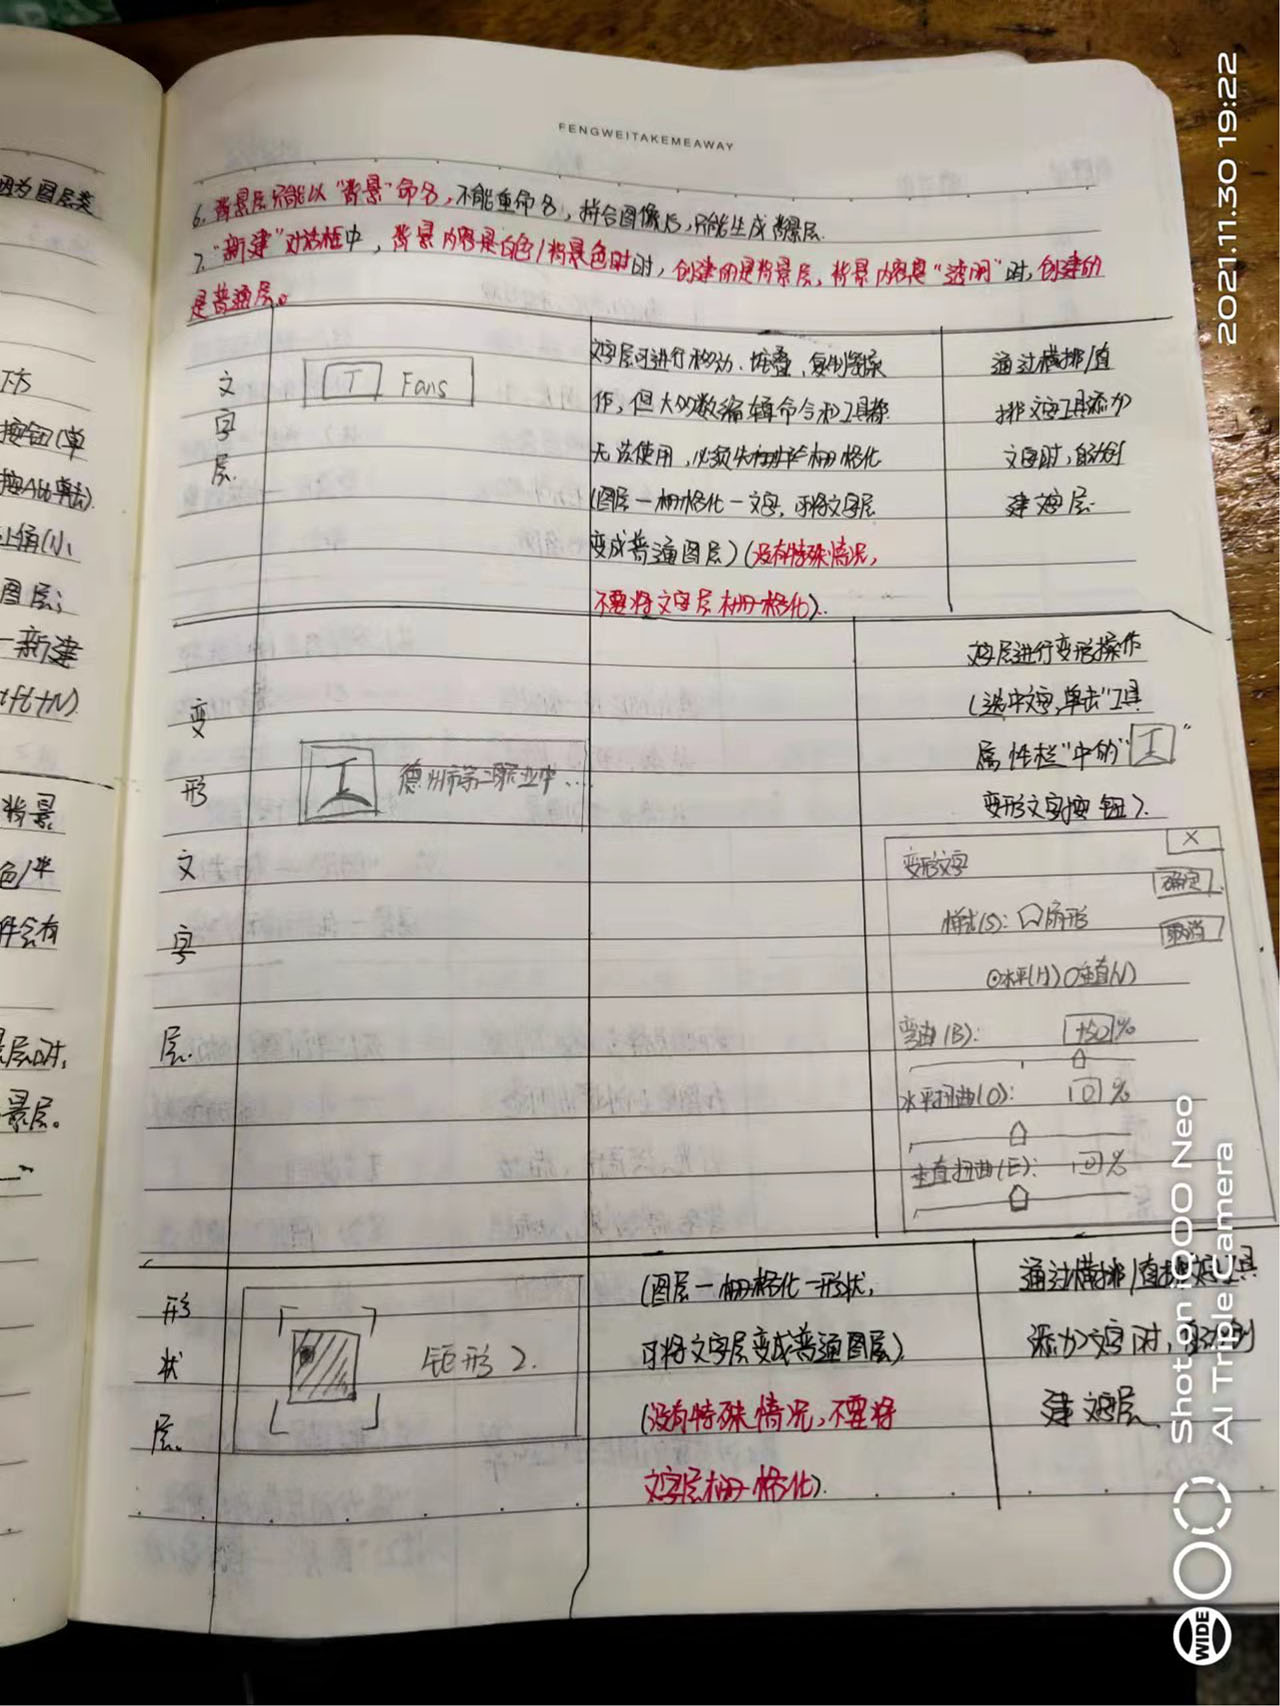 FENGWEITAKEMEAWAY
6. 背景层只能以"背景"命名,不能重命名,拼合图像后,只能生成背景层.
7. "新建"对话框中,背景内容是白色/背景色时时,创建的是背景层,背景内容是"透明"时,创建的
是普通层。
文
字
层.
T Fans
文字层可进行移动、堆叠、复制等操
作,但大多数编辑命令和工具都
无法使用,必须先栅栅格化
(图层一栅格化一文字,可将文字层
变成普通图层)(没有特殊情况,
不要将文字层栅格化).
通过横排/直
排文字工具添加
文字时,自动创
建文字层.
变
形
文
字
层.
T 德州市第二职业中...
文字层进行变形操作
(选中文字,单击"工具
属性栏"中的"T"
变形文字按钮).
变形文字 X
确定
样式(S): 扇形
取消
水平(H) 垂直(V)
弯曲(B): +50%
水平扭曲(O): 0%
垂直扭曲(E): 0%
形
状
层.
矩形2.
(图层一栅格化一形状,
可将文字层变成普通图层).
(没有特殊情况,不要将
文字层栅格化).
通过横排/直排文字工具
添加文字时,自动创
建文字层.
因为图层类
下方
按钮(单
按Alt单击)
上角(小
图层;
一新建
ift+N)
背景
色/半
件会有
景层时,
景层。
2021.11.30 19:22
Shot on iQOO Neo
AI Triple Camera
WIDE